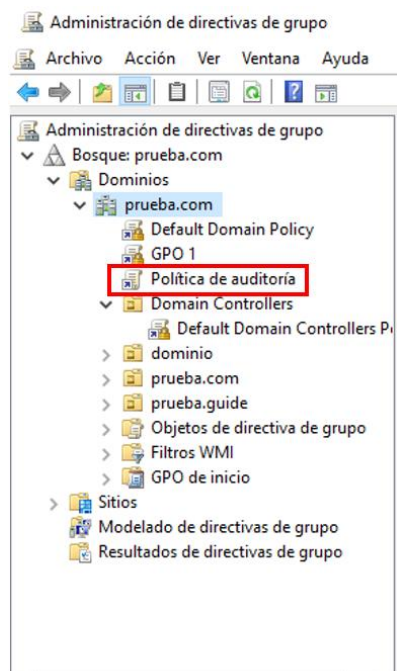 Administración de directivas de grupo
Archivo Acción Ver Ventana Ayuda
Administración de directivas de grupo
Bosque: prueba.com
Dominios
prueba.com
Default Domain Policy
GPO 1
Política de auditoría
Domain Controllers
Default Domain Controllers P
dominio
prueba.com
prueba.guide
Objetos de directiva de grupo
Filtros WMI
GPO de inicio
Sitios
Modelado de directivas de grupo
Resultados de directivas de grupo